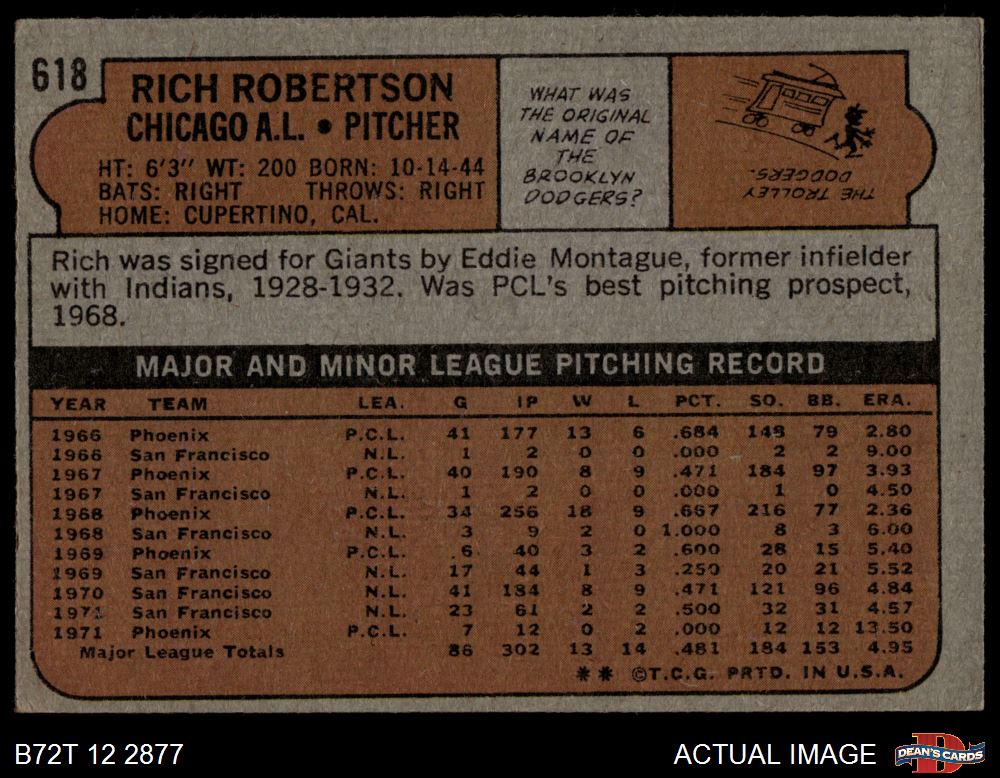 618
RICH ROBERTSON
CHICAGO A.L. • PITCHER
HT: 6'3" WT: 200 BORN: 10-14-44
BATS: RIGHT THROWS: RIGHT
HOME: CUPERTINO, CAL.
WHAT WAS
THE ORIGINAL
NAME OF
THE
BROOKLYN
DODGERS?
THE TROLLEY
DODGERS.
Rich was signed for Giants by Eddie Montague, former infielder
with Indians, 1928-1932. Was PCL's best pitching prospect,
1968.
MAJOR AND MINOR LEAGUE PITCHING RECORD
YEAR TEAM LEA. G IP W L PCT. SO. BB. ERA.
1966 Phoenix P.C.L. 41 177 13 6 .684 148 79 2.80
1966 San Francisco N.L. 1 2 0 0 .000 2 2 9.00
1967 Phoenix P.C.L. 40 190 8 9 .471 184 97 3.93
1967 San Francisco N.L. 1 2 0 0 .000 1 0 4.50
1968 Phoenix P.C.L. 34 256 18 9 .667 216 77 2.36
1968 San Francisco N.L. 3 9 2 0 1.000 8 3 6.00
1969 Phoenix P.C.L. 6 40 3 2 .600 28 15 5.40
1969 San Francisco N.L. 17 44 1 3 .250 20 21 5.52
1970 San Francisco N.L. 41 184 8 9 .471 121 96 4.84
1971 San Francisco N.L. 23 61 2 2 .500 32 31 4.57
1971 Phoenix P.C.L. 7 12 0 2 .000 12 12 13.50
Major League Totals 86 302 13 14 .481 184 153 4.95
** ©T.C.G. PRTD. IN U.S.A.
B72T 12 2877
ACTUAL IMAGE
D
DEAN'S CARDS